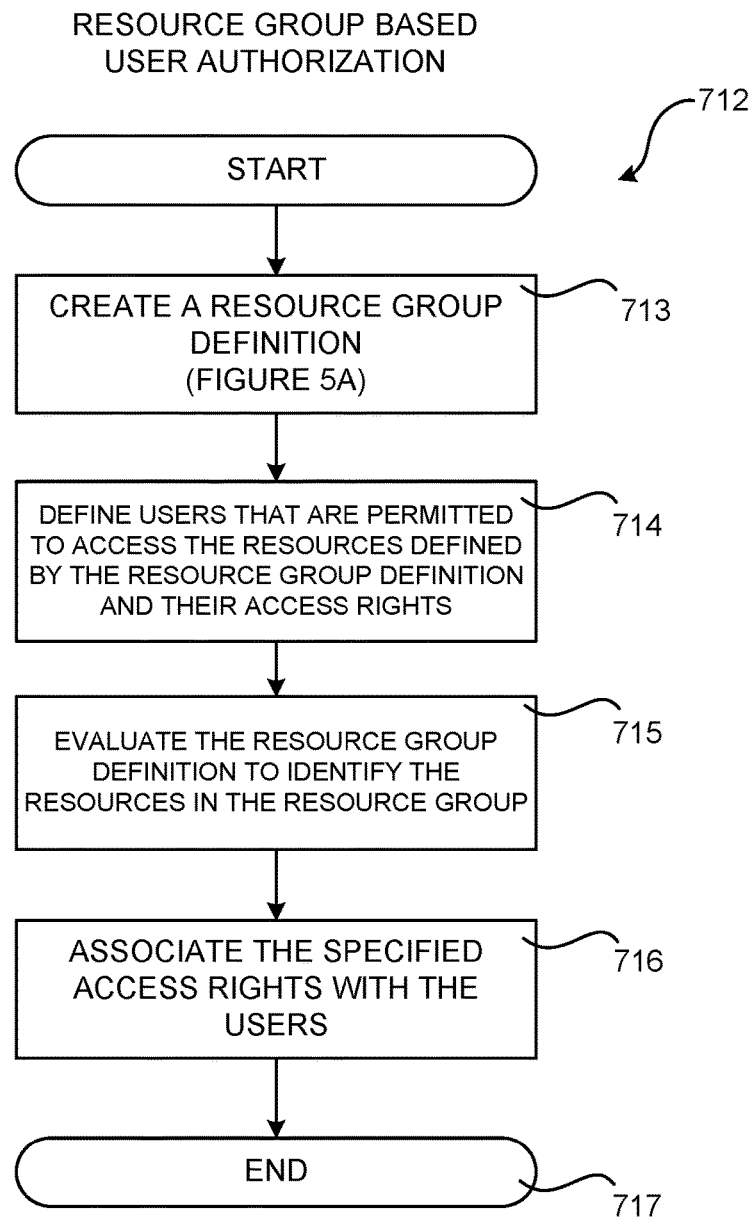 RESOURCE GROUP BASED
USER AUTHORIZATION
712
START
CREATE A RESOURCE GROUP
DEFINITION
(FIGURE 5A)
713
DEFINE USERS THAT ARE PERMITTED
TO ACCESS THE RESOURCES DEFINED
BY THE RESOURCE GROUP DEFINITION
AND THEIR ACCESS RIGHTS
714
EVALUATE THE RESOURCE GROUP
DEFINITION TO IDENTIFY THE
RESOURCES IN THE RESOURCE GROUP
715
ASSOCIATE THE SPECIFIED
ACCESS RIGHTS WITH THE
USERS
716
END
717